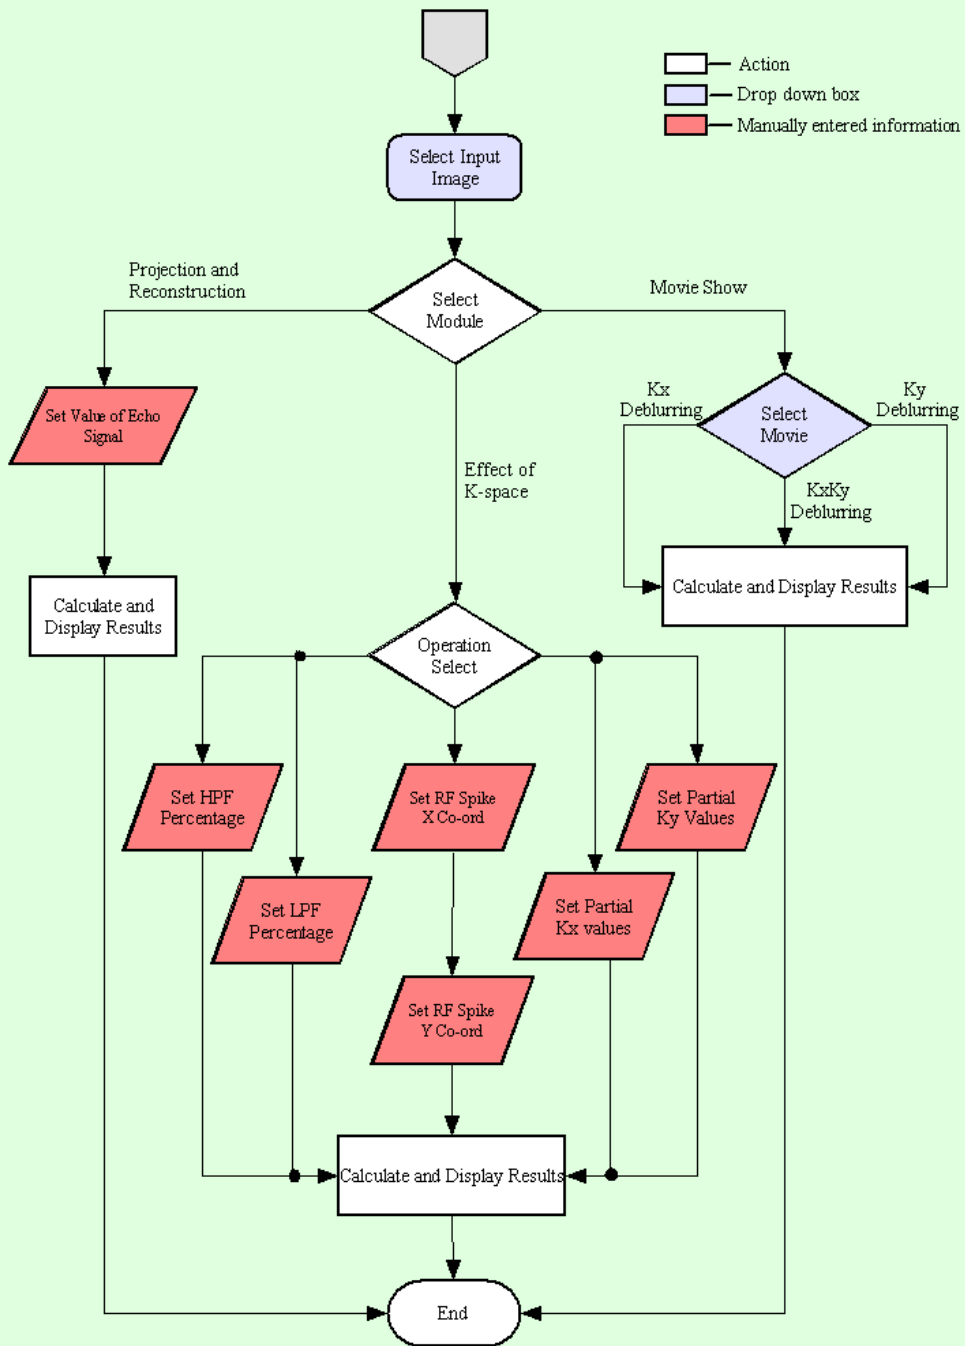 Action
Drop down box
Manually entered information
Select Input
Image
Projection and
Reconstruction
Select
Module
Movie Show
Set Value of Echo
Signal
Kx
Deblurring
Select
Movie
Ky
Deblurring
Effect of
K-space
KxKy
Deblurring
Calculate and
Display Results
Calculate and Display Results
Operation
Select
Set HPF
Percentage
Set RF Spike
X Co-ord
Set Partial
Ky Values
Set LPF
Percentage
Set Partial
Kx values
Set RF Spike
Y Co-ord
Calculate and Display Results
End